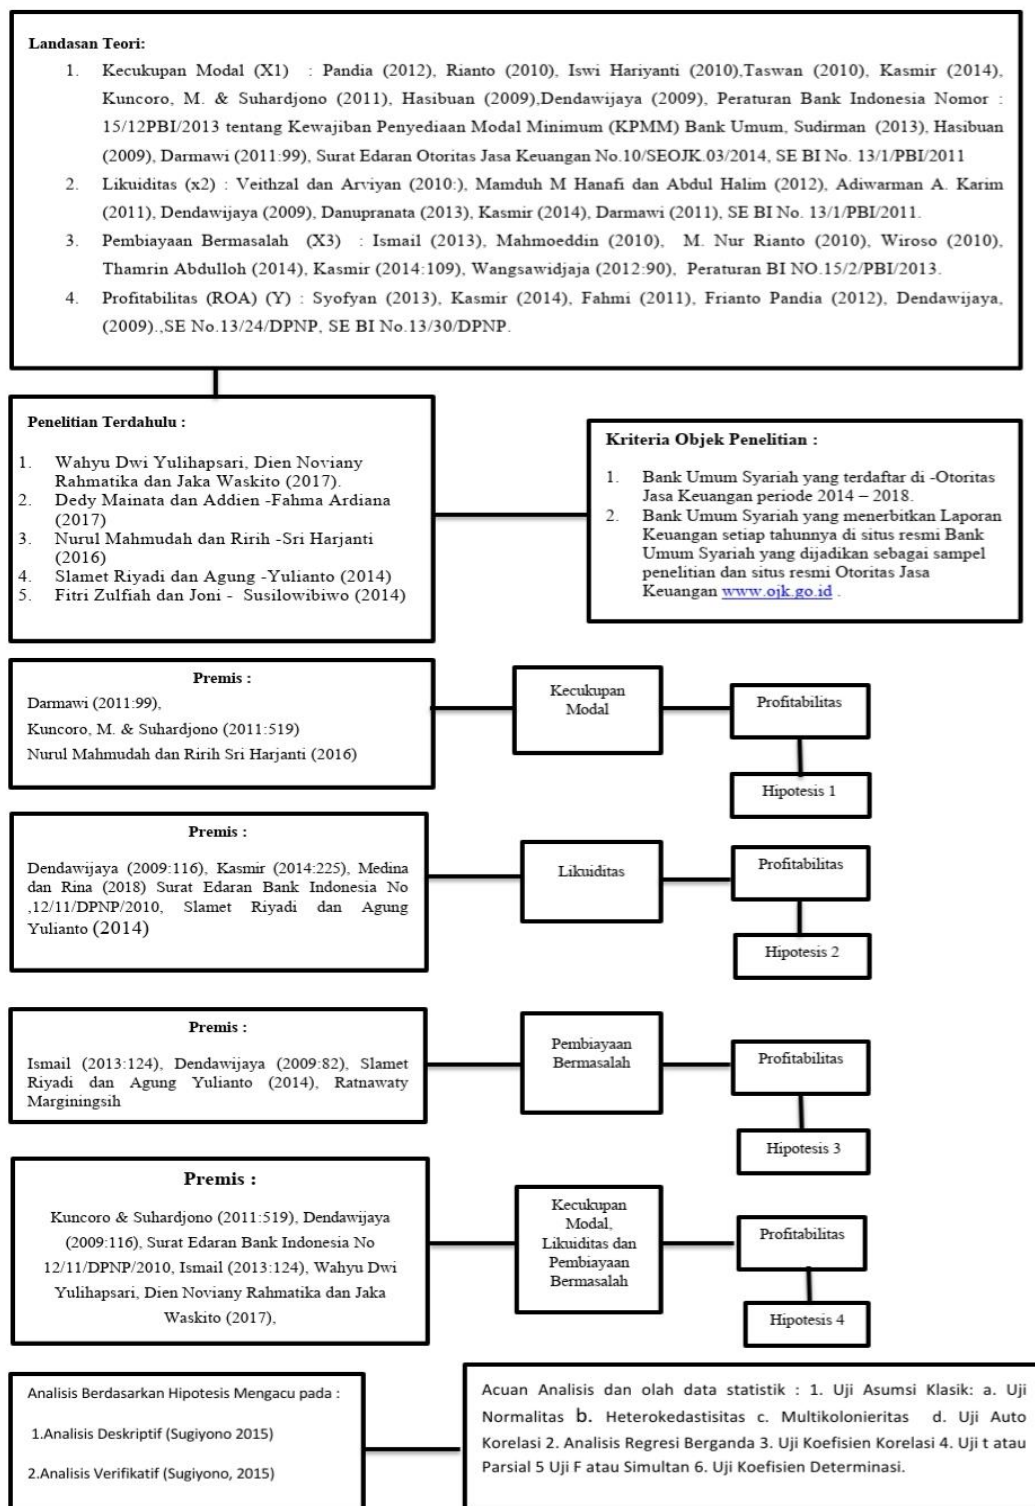 Landasan Teori:
1. Kecukupan Modal (X1) : Pandia (2012), Rianto (2010), Iswi Hariyanti (2010),Taswan (2010), Kasmir (2014),
Kuncoro, M. & Suhardjono (2011), Hasibuan (2009),Dendawijaya (2009), Peraturan Bank Indonesia Nomor :
15/12PBI/2013 tentang Kewajiban Penyediaan Modal Minimum (KPMM) Bank Umum, Sudirman (2013), Hasibuan
(2009), Darmawi (2011:99), Surat Edaran Otoritas Jasa Keuangan No.10/SEOJK.03/2014, SE BI No. 13/1/PBI/2011
2. Likuiditas (x2) : Veithzal dan Arviyan (2010:), Mamduh M Hanafi dan Abdul Halim (2012), Adiwarman A. Karim
(2011), Dendawijaya (2009), Danupranata (2013), Kasmir (2014), Darmawi (2011), SE BI No. 13/1/PBI/2011.
3. Pembiayaan Bermasalah (X3) : Ismail (2013), Mahmoeddin (2010), M. Nur Rianto (2010), Wiroso (2010),
Thamrin Abdulloh (2014), Kasmir (2014:109), Wangsawidjaja (2012:90), Peraturan BI NO.15/2/PBI/2013.
4. Profitabilitas (ROA) (Y) : Syofyan (2013), Kasmir (2014), Fahmi (2011), Frianto Pandia (2012), Dendawijaya,
(2009).,SE No.13/24/DPNP, SE BI No.13/30/DPNP.
Penelitian Terdahulu :
1. Wahyu Dwi Yulihapsari, Dien Noviany
Rahmatika dan Jaka Waskito (2017).
2. Dedy Mainata dan Addien -Fahma Ardiana
(2017)
3. Nurul Mahmudah dan Ririh -Sri Harjanti
(2016)
4. Slamet Riyadi dan Agung -Yulianto (2014)
5. Fitri Zulfiah dan Joni - Susilowibiwo (2014)
Kriteria Objek Penelitian :
1. Bank Umum Syariah yang terdaftar di -Otoritas
Jasa Keuangan periode 2014 – 2018.
2. Bank Umum Syariah yang menerbitkan Laporan
Keuangan setiap tahunnya di situs resmi Bank
Umum Syariah yang dijadikan sebagai sampel
penelitian dan situs resmi Otoritas Jasa
Keuangan www.ojk.go.id .
Premis :
Darmawi (2011:99),
Kuncoro, M. & Suhardjono (2011:519)
Nurul Mahmudah dan Ririh Sri Harjanti (2016)
Kecukupan
Modal
Profitabilitas
Hipotesis 1
Premis :
Dendawijaya (2009:116), Kasmir (2014:225), Medina
dan Rina (2018) Surat Edaran Bank Indonesia No
,12/11/DPNP/2010, Slamet Riyadi dan Agung
Yulianto (2014)
Likuiditas
Profitabilitas
Hipotesis 2
Premis :
Ismail (2013:124), Dendawijaya (2009:82), Slamet
Riyadi dan Agung Yulianto (2014), Ratnawaty
Marginingsih
Pembiayaan
Bermasalah
Profitabilitas
Hipotesis 3
Premis :
Kuncoro & Suhardjono (2011:519), Dendawijaya
(2009:116), Surat Edaran Bank Indonesia No
12/11/DPNP/2010, Ismail (2013:124), Wahyu Dwi
Yulihapsari, Dien Noviany Rahmatika dan Jaka
Waskito (2017),
Kecukupan
Modal,
Likuiditas dan
Pembiayaan
Bermasalah
Profitabilitas
Hipotesis 4
Analisis Berdasarkan Hipotesis Mengacu pada :
1.Analisis Deskriptif (Sugiyono 2015)
2.Analisis Verifikatif (Sugiyono, 2015)
Acuan Analisis dan olah data statistik : 1. Uji Asumsi Klasik: a. Uji
Normalitas b. Heterokedastisitas c. Multikolonieritas d. Uji Auto
Korelasi 2. Analisis Regresi Berganda 3. Uji Koefisien Korelasi 4. Uji t atau
Parsial 5 Uji F atau Simultan 6. Uji Koefisien Determinasi.